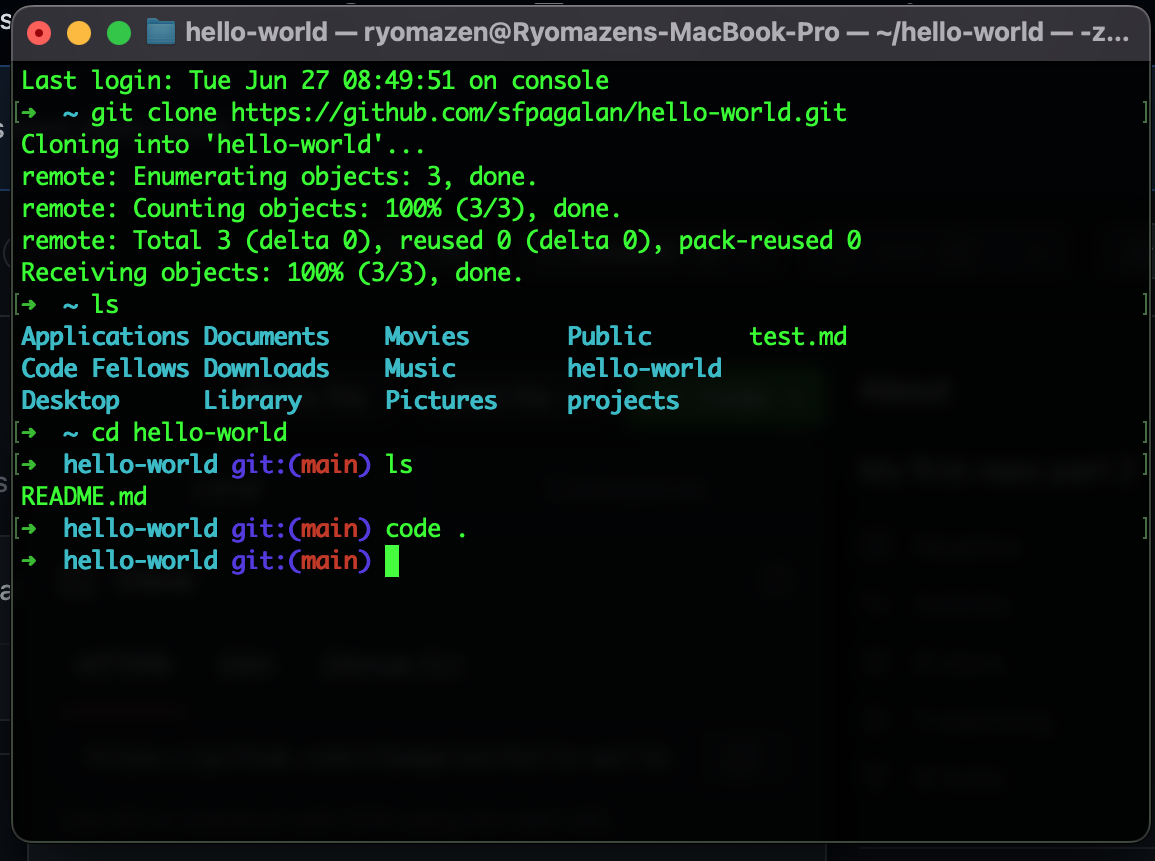 hello-world — ryomazen@Ryomazens-MacBook-Pro — ~/hello-world — -z...
Last login: Tue Jun 27 08:49:51 on console
[➜  ~ git clone https://github.com/sfpagalan/hello-world.git ]
Cloning into 'hello-world'...
remote: Enumerating objects: 3, done.
remote: Counting objects: 100% (3/3), done.
remote: Total 3 (delta 0), reused 0 (delta 0), pack-reused 0
Receiving objects: 100% (3/3), done.
[➜  ~ ls ]
Applications Documents    Movies       Public       test.md
Code Fellows Downloads    Music        hello-world
Desktop      Library      Pictures     projects
[➜  ~ cd hello-world ]
[➜  hello-world git:(main) ls ]
README.md
[➜  hello-world git:(main) code . ]
➜  hello-world git:(main)